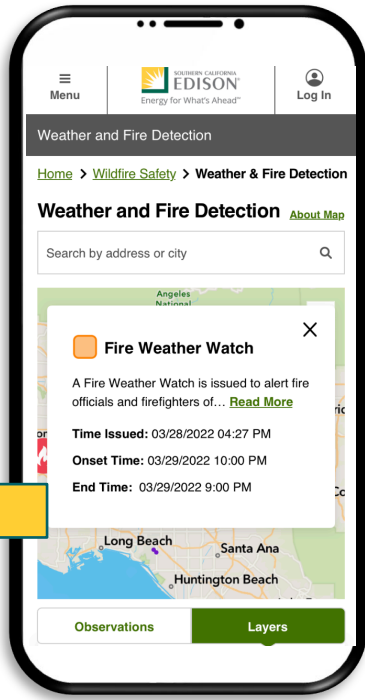 Menu
SOUTHERN CALIFORNIA
EDISON
Energy for What's Ahead℠
Log In
Weather and Fire Detection
Home > Wildfire Safety > Weather & Fire Detection
Weather and Fire Detection About Map
Search by address or city
Angeles
National
Fire Weather Watch
A Fire Weather Watch is issued to alert fire
officials and firefighters of… Read More
Time Issued: 03/28/2022 04:27 PM
Onset Time: 03/29/2022 10:00 PM
End Time: 03/29/2022 9:00 PM
Long Beach
Santa Ana
Huntington Beach
Observations
Layers